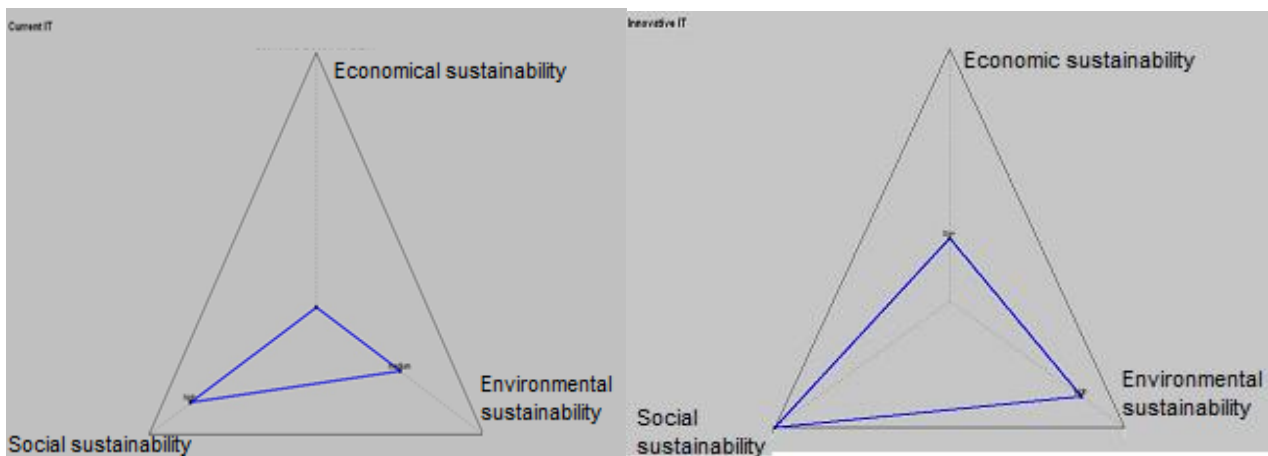 Current IT
Economical sustainability
Environmental
sustainability
Social sustainability
Innovative IT
Economic sustainability
Environmental
sustainability
Social
sustainability